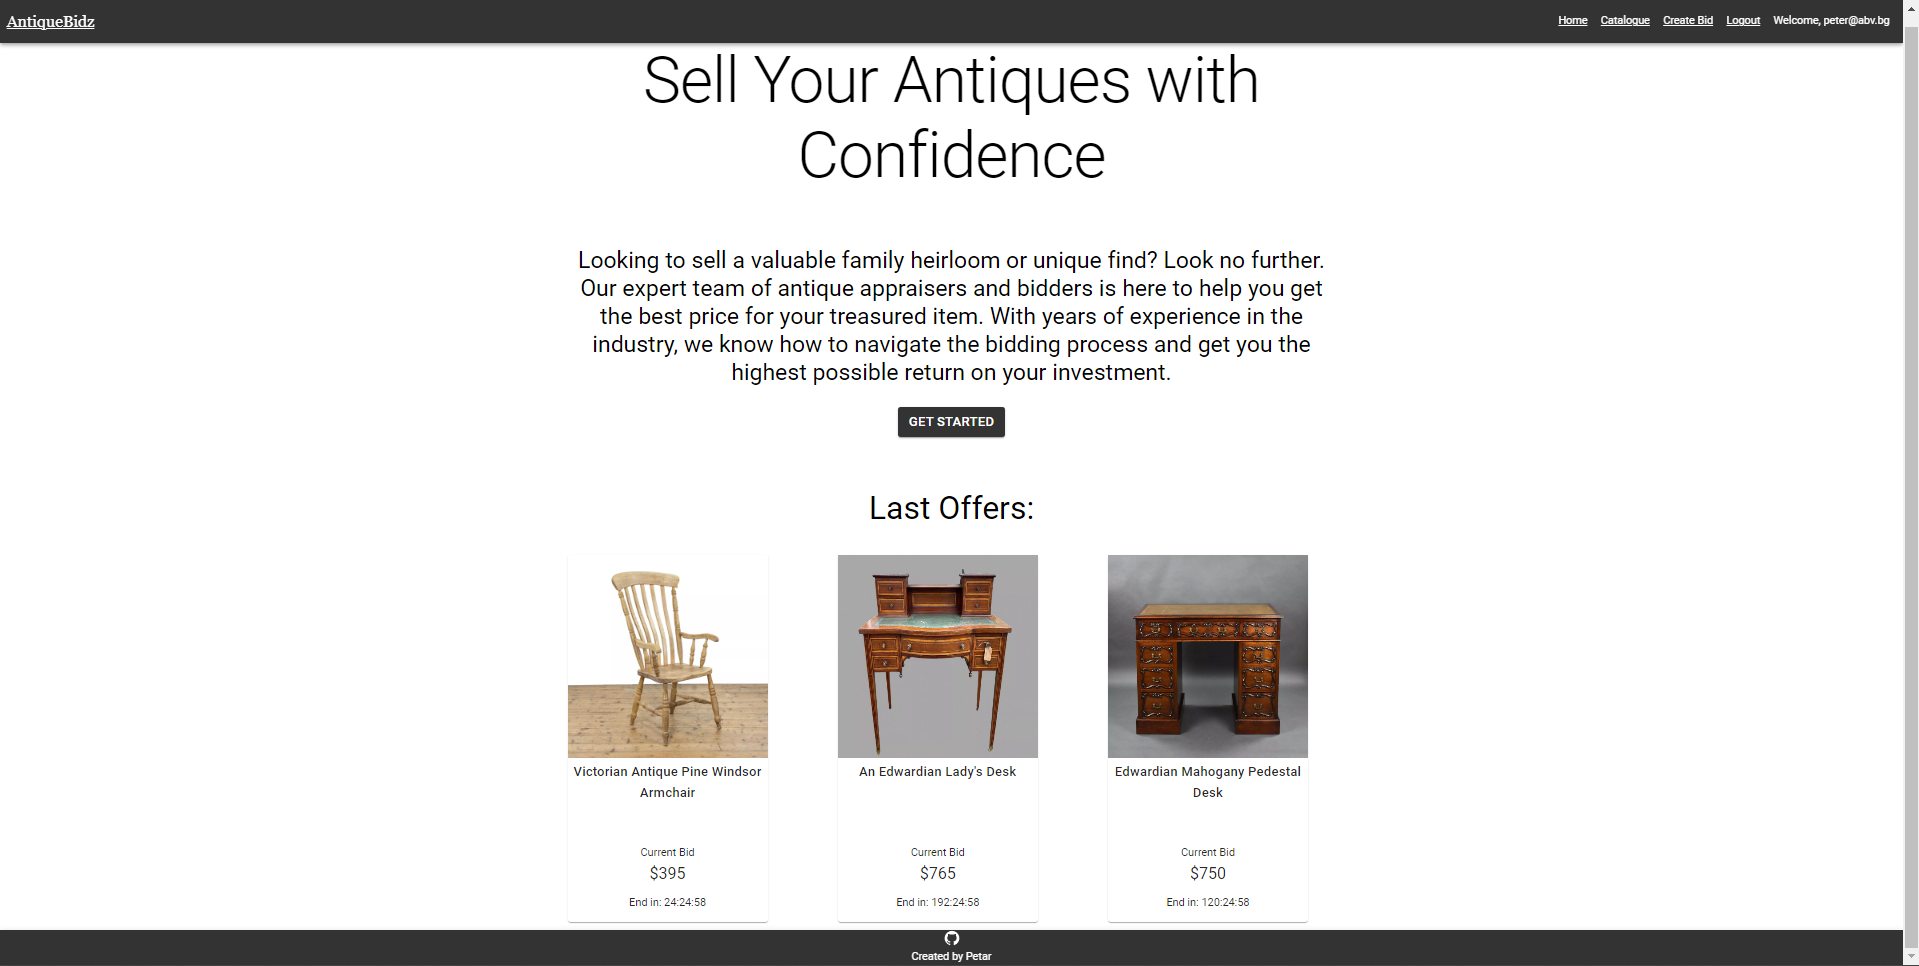 AntiqueBidz
Home Catalogue Create Bid Logout Welcome, peter@abv.bg
Sell Your Antiques with
Confidence
Looking to sell a valuable family heirloom or unique find? Look no further.
Our expert team of antique appraisers and bidders is here to help you get
the best price for your treasured item. With years of experience in the
industry, we know how to navigate the bidding process and get you the
highest possible return on your investment.
GET STARTED
Last Offers:
Victorian Antique Pine Windsor
Armchair
Current Bid
$395
End in: 24:24:58
An Edwardian Lady's Desk
Current Bid
$765
End in: 192:24:58
Edwardian Mahogany Pedestal
Desk
Current Bid
$750
End in: 120:24:58
Created by Petar